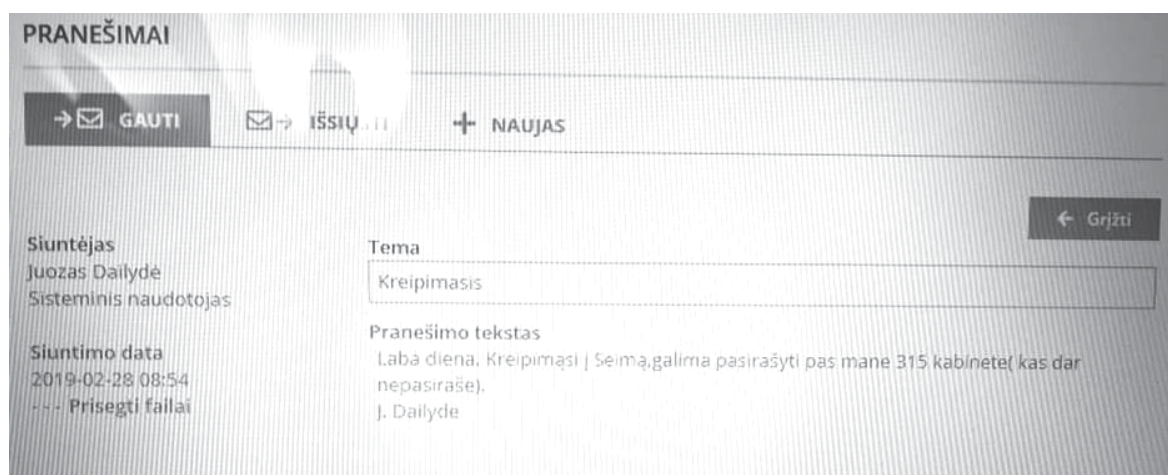 PRANEŠIMAI
GAUTI
IŠSIŲ
NAUJAS
Grįžti
Siuntėjas
Juozas Dailydė
Sisteminis naudotojas
Siuntimo data
2019-02-28 08:54
--- Prisegti failai
Tema
Kreipimasis
Pranešimo tekstas
Laba diena. Kreipimąsi į Seimą,galima pasirašyti pas mane 315 kabinete( kas dar
nepasirašė).
J. Dailydė